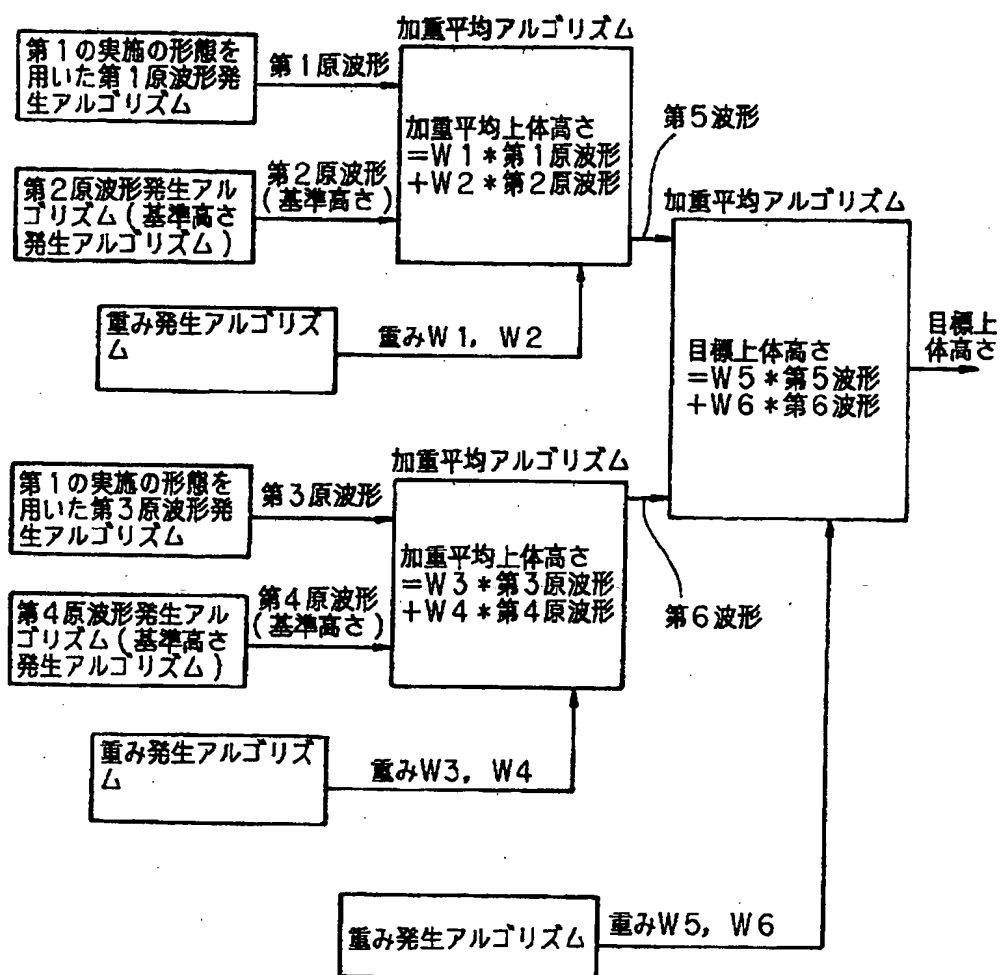 加重平均アルゴリズム
第1の実施の形態を
用いた第1原波形発
生アルゴリズム
第1原波形
加重平均上体高さ
＝W1＊第1原波形
＋W2＊第2原波形
第2原波形発生アル
ゴリズム(基準高さ
発生アルゴリズム)
第2原波形
(基準高さ)
重み発生アルゴリズ
ム
重みW1, W2
第5波形
加重平均アルゴリズム
目標上体高さ
＝W5＊第5波形
＋W6＊第6波形
目標上
体高さ
加重平均アルゴリズム
第1の実施の形態を
用いた第3原波形発
生アルゴリズム
第3原波形
加重平均上体高さ
＝W3＊第3原波形
＋W4＊第4原波形
第4原波形発生アル
ゴリズム(基準高さ
発生アルゴリズム)
第4原波形
(基準高さ)
第6波形
重み発生アルゴリズ
ム
重みW3, W4
重み発生アルゴリズム
重みW5, W6